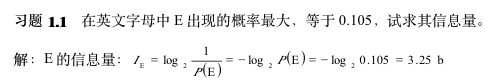 习题 1.1 在英文字母中 E 出现的概率最大，等于 0.105，试求其信息量。
解：E 的信息量：I_E = log_2 1/P(E) = −log_2 P(E) = −log_2 0.105 = 3.25 b